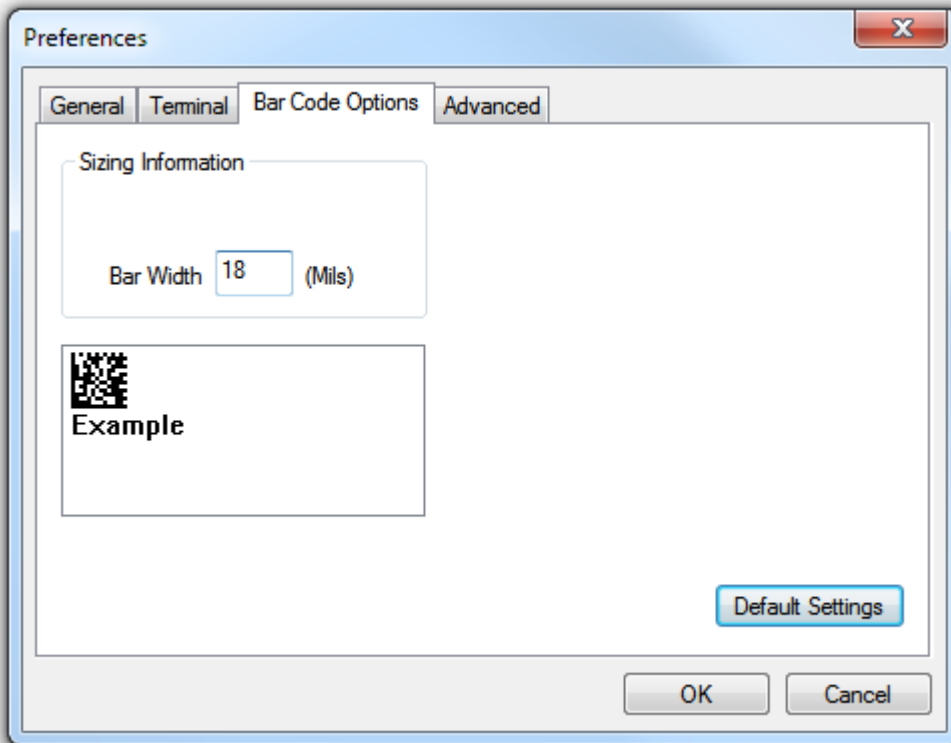 Preferences
General Terminal Bar Code Options Advanced
Sizing Information
Bar Width 18 (Mils)
Example
Default Settings
OK Cancel